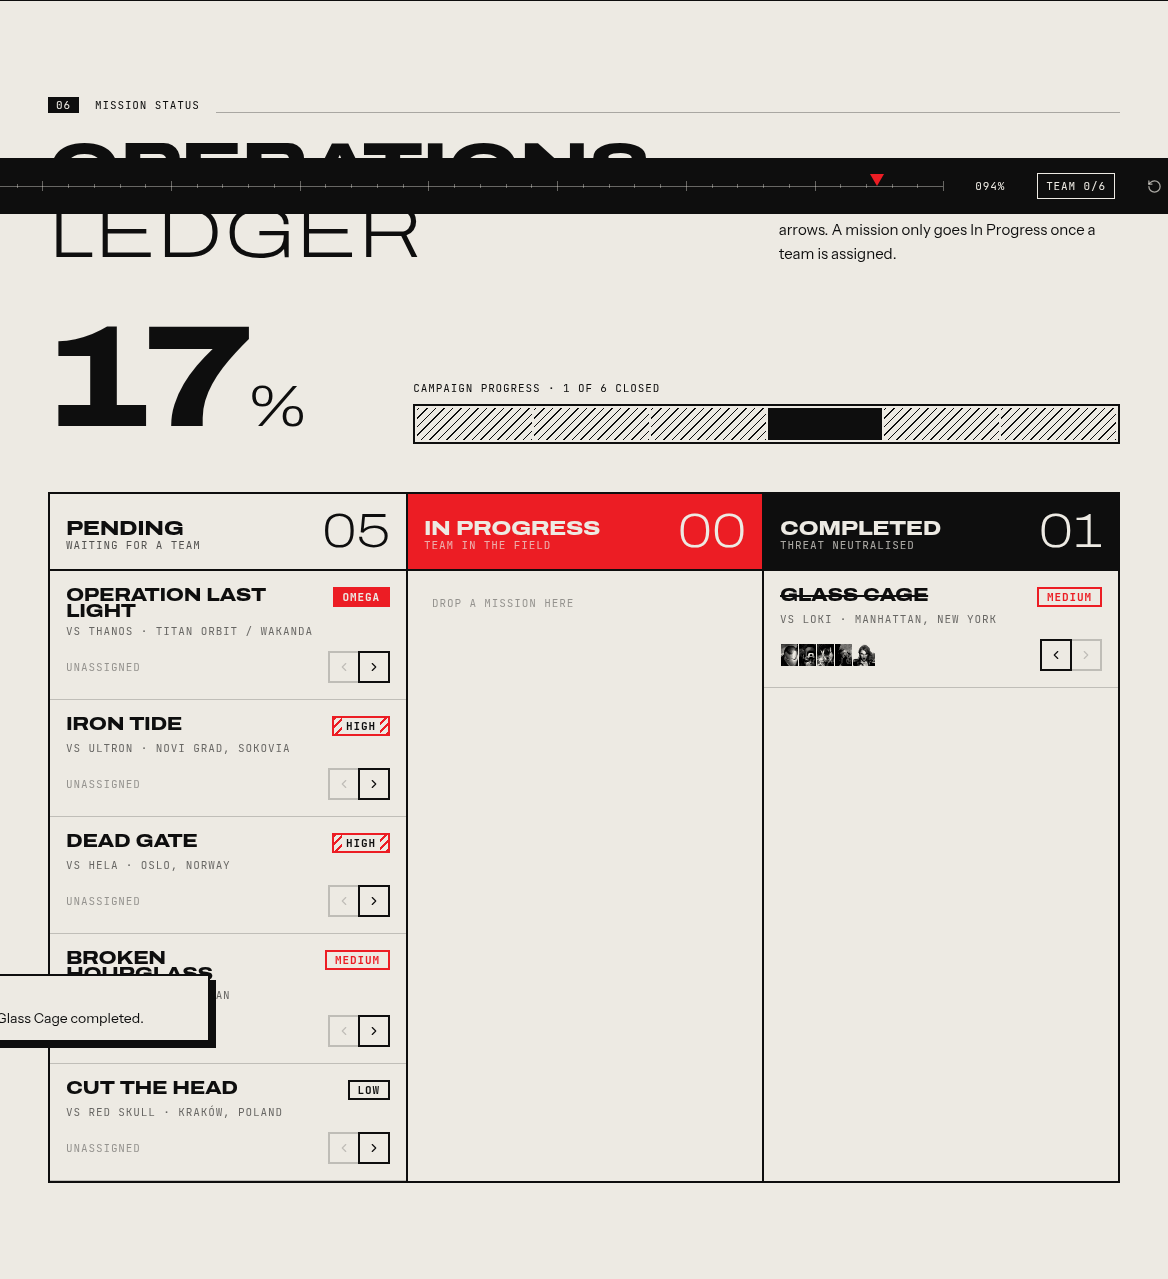 06 MISSION STATUS
OPERATIONS
094% TEAM 0/6
LEDGER
arrows. A mission only goes In Progress once a
team is assigned.
17%
CAMPAIGN PROGRESS · 1 OF 6 CLOSED
PENDING
WAITING FOR A TEAM
05
IN PROGRESS
TEAM IN THE FIELD
00
COMPLETED
THREAT NEUTRALISED
01
OPERATION LAST
LIGHT
OMEGA
VS THANOS · TITAN ORBIT / WAKANDA
UNASSIGNED
IRON TIDE
HIGH
VS ULTRON · NOVI GRAD, SOKOVIA
UNASSIGNED
DEAD GATE
HIGH
VS HELA · OSLO, NORWAY
UNASSIGNED
BROKEN
HOURGLASS
MEDIUM
AN
Glass Cage completed.
CUT THE HEAD
LOW
VS RED SKULL · KRAKÓW, POLAND
UNASSIGNED
DROP A MISSION HERE
GLASS CAGE
MEDIUM
VS LOKI · MANHATTAN, NEW YORK